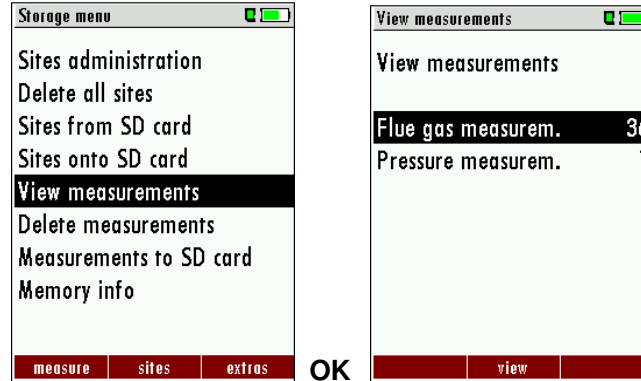 Storage menu
Sites administration
Delete all sites
Sites from SD card
Sites onto SD card
View measurements
Delete measurements
Measurements to SD card
Memory info
measure sites extras
OK
View measurements
View measurements
Flue gas measurem.
Pressure measurem.
view